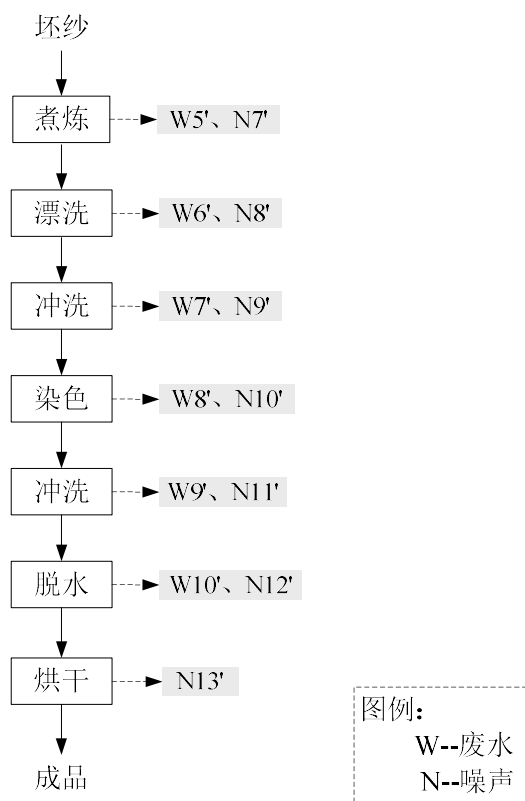 坯纱
煮炼
W5'、N7'
漂洗
W6'、N8'
冲洗
W7'、N9'
染色
W8'、N10'
冲洗
W9'、N11'
脱水
W10'、N12'
烘干
N13'
成品
图例：
W--废水
N--噪声